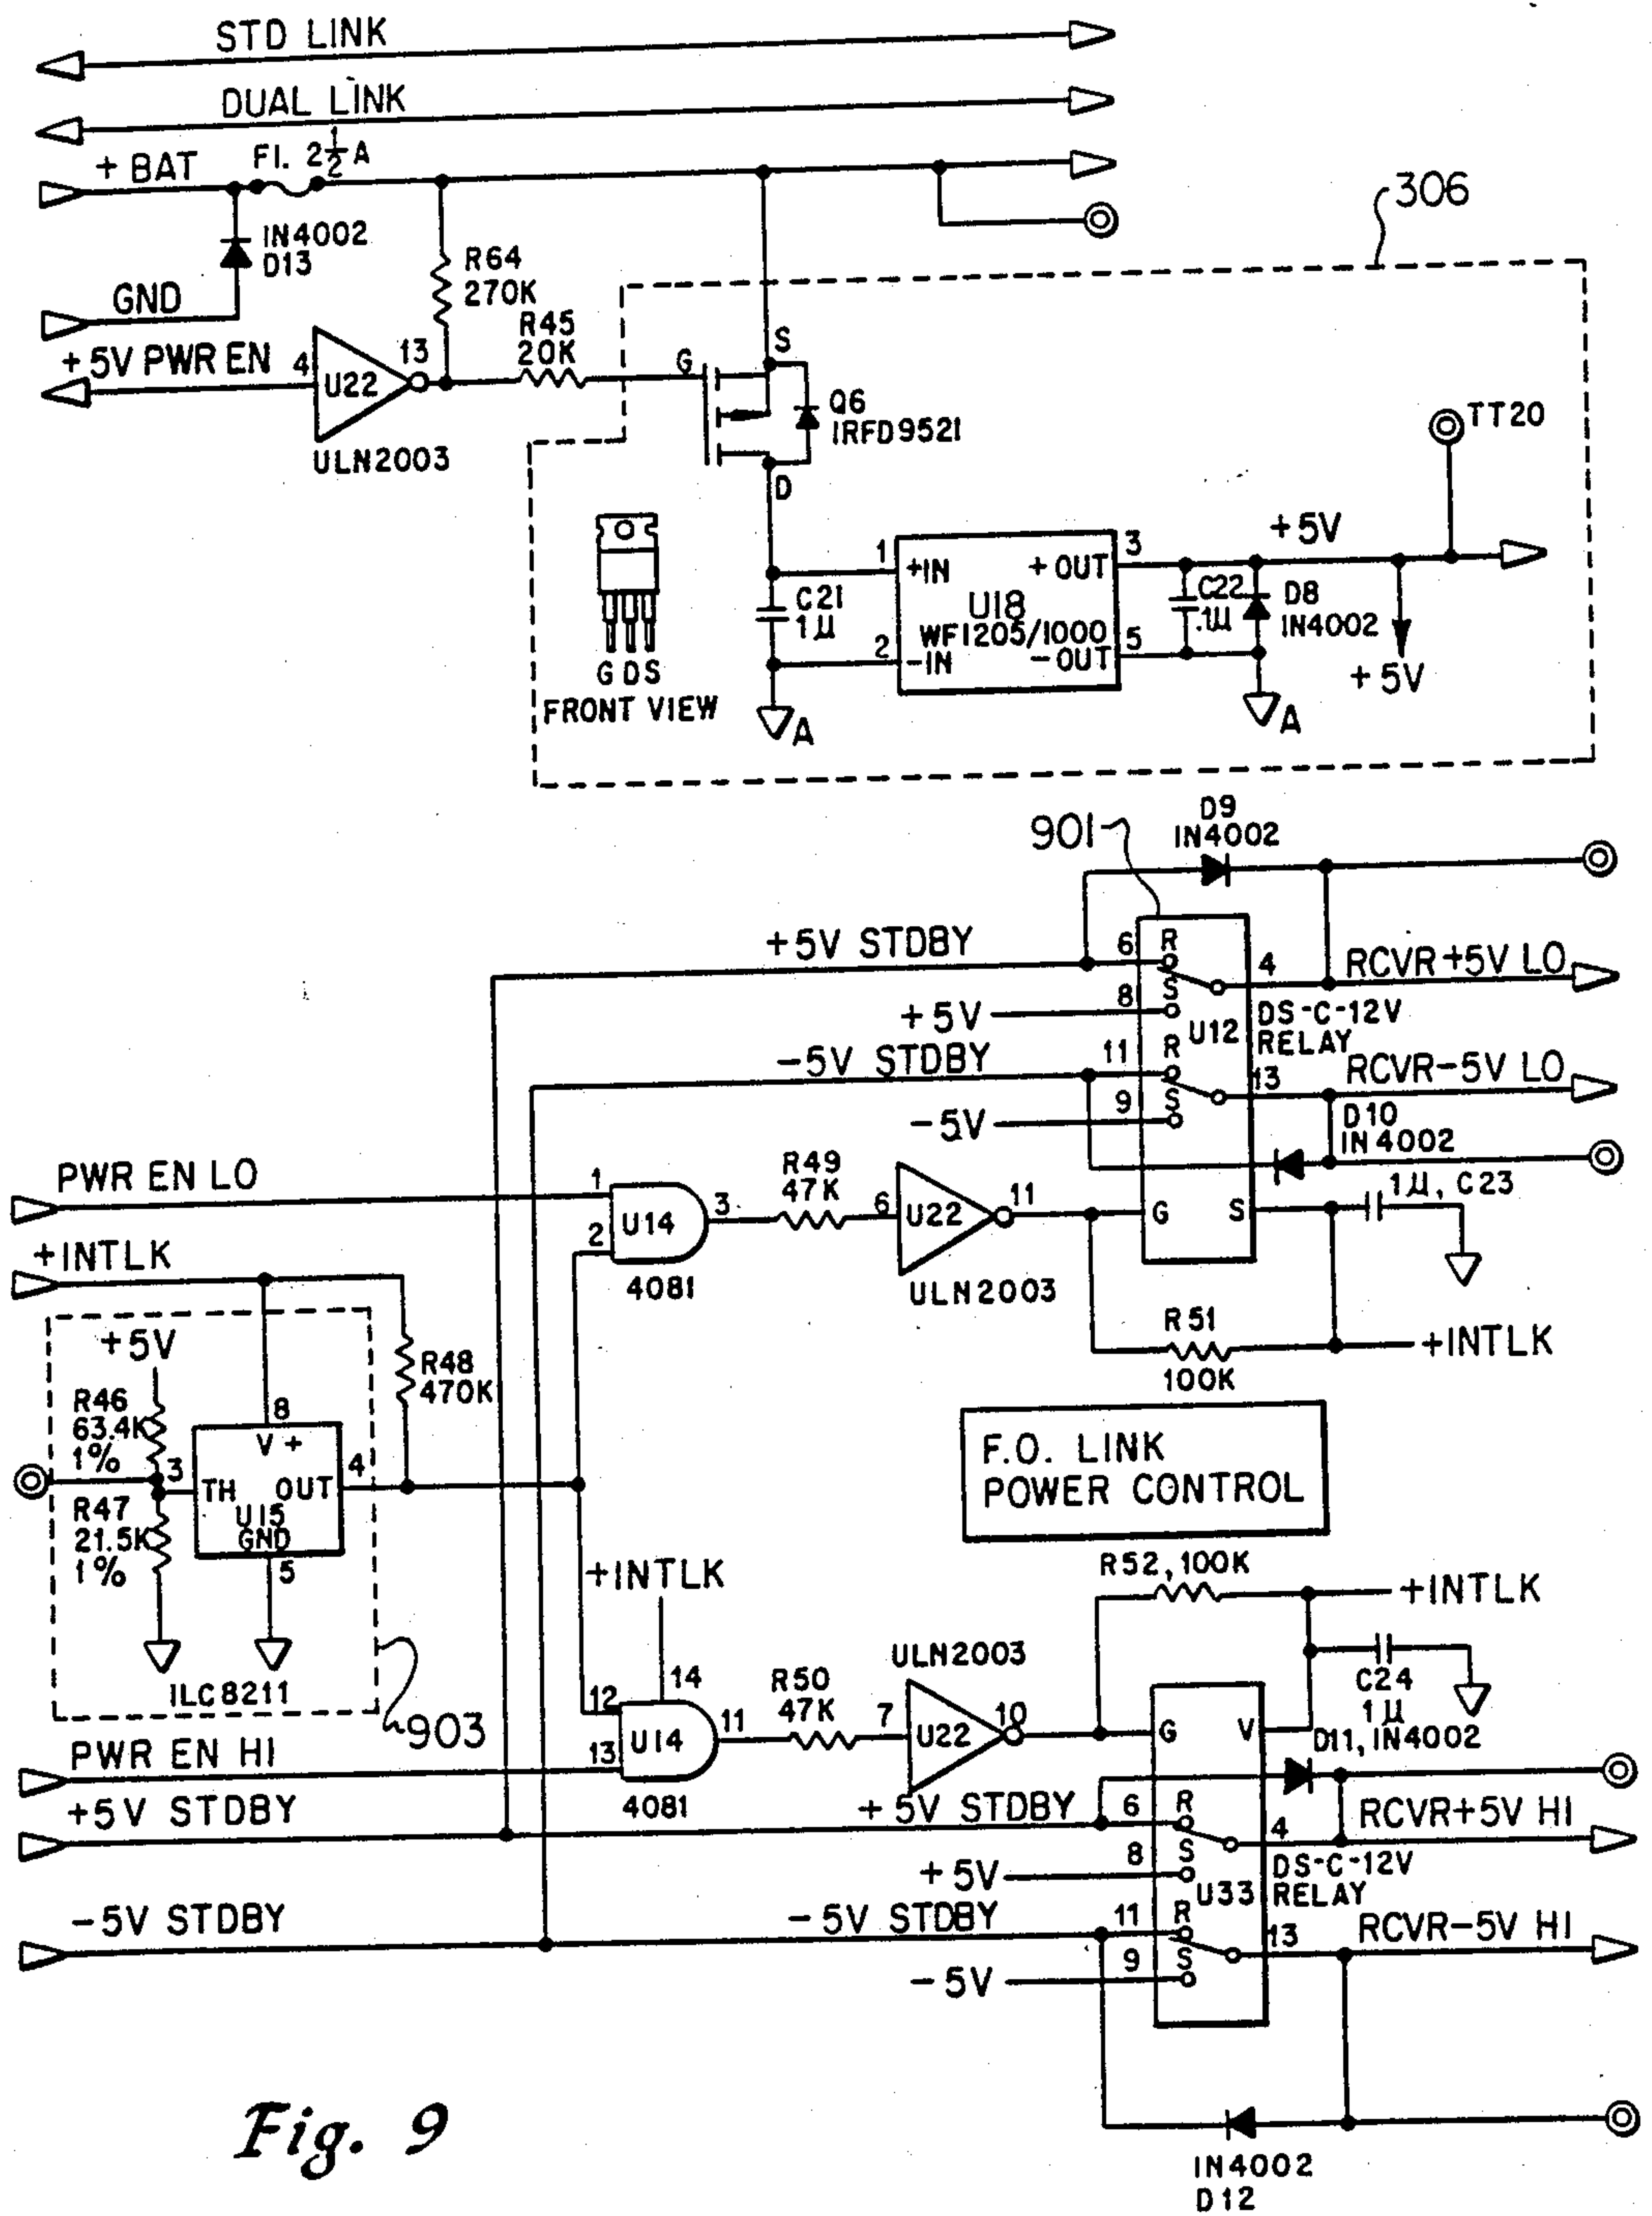 STD LINK
DUAL LINK
+ BAT
F1. 2 1/2 A
306
IN4002
D13
R64
270K
GND
R45
20K
+5V PWR EN
4
U22
13
ULN2003
G
S
Q6
IRFD9521
D
TT20
G D S
FRONT VIEW
C21
1µ
1
+IN
+ OUT
3
U18
WF1205/1000
2
-IN
-OUT
5
C22
.1µ
D8
IN4002
+5V
+5V
A
A
D9
IN4002
901
+5V STDBY
6
R
4
RCVR+5V LO
+5V
8
S
U12
DS-C-12V
RELAY
-5V STDBY
11
R
13
RCVR-5V LO
-5V
9
S
D10
IN4002
PWR EN LO
1
2
U14
3
4081
R49
47K
6
U22
11
ULN2003
G
S
1µ, C23
+INTLK
R51
100K
+INTLK
+5V
R46
63.4K
1%
8
V+
R48
470K
3
TH
OUT
4
U15
GND
5
R47
21.5K
1%
ILC8211
903
F.O. LINK
POWER CONTROL
R52, 100K
+INTLK
+INTLK
14
12
13
U14
11
4081
R50
47K
ULN2003
7
U22
10
G
V
C24
1µ
D11, IN4002
PWR EN HI
+5V STDBY
+5V STDBY
6
R
4
RCVR+5V HI
+5V
8
S
U33
DS-C-12V
RELAY
-5V STDBY
-5V STDBY
11
R
13
RCVR-5V HI
-5V
9
S
IN4002
D12
Fig. 9